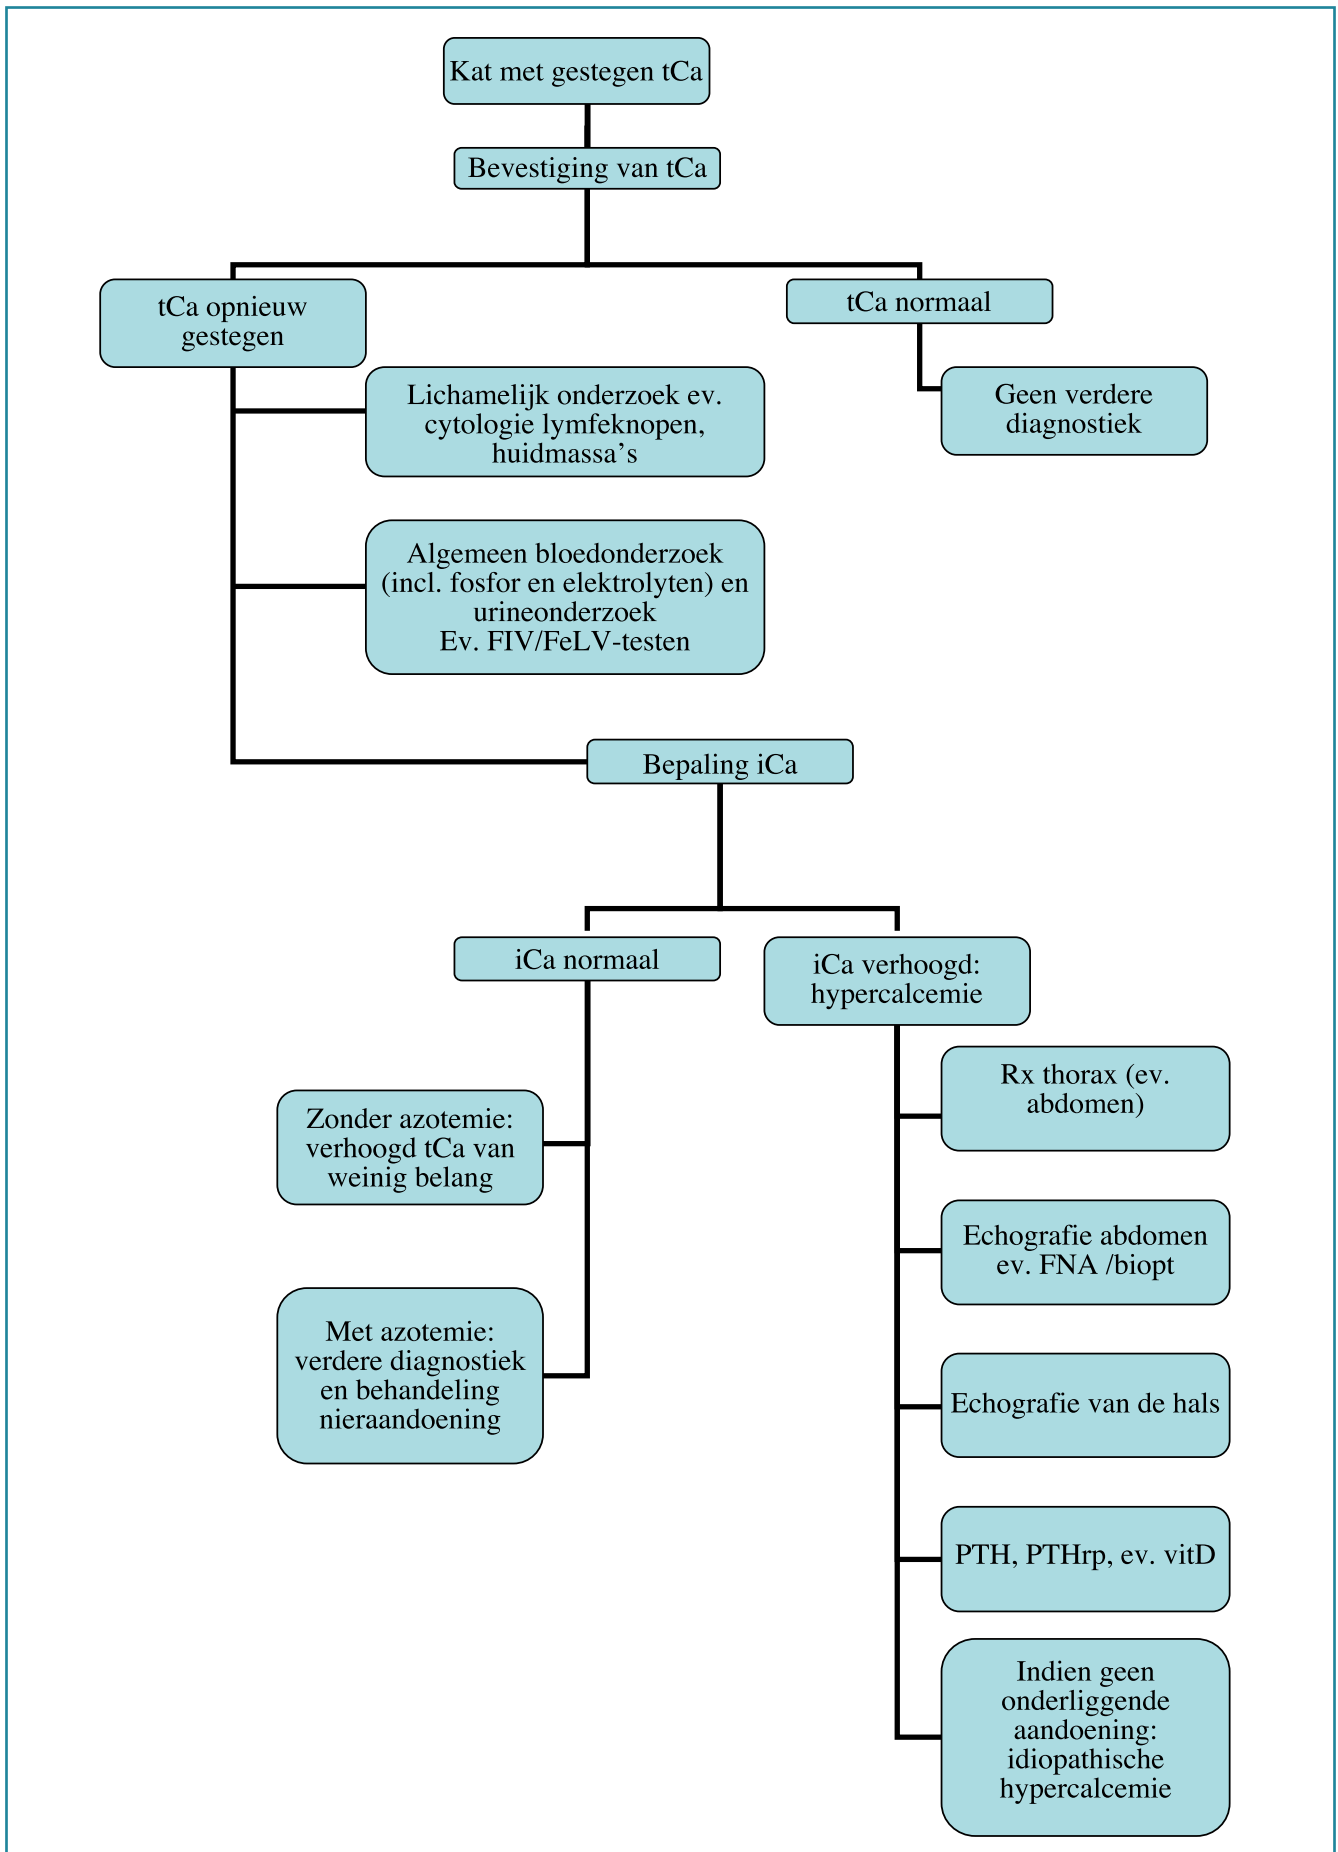 Kat met gestegen tCa
Bevestiging van tCa
tCa opnieuw
gestegen
tCa normaal
Lichamelijk onderzoek ev.
cytologie lymfeknopen,
huidmassa’s
Geen verdere
diagnostiek
Algemeen bloedonderzoek
(incl. fosfor en elektrolyten) en
urineonderzoek
Ev. FIV/FeLV-testen
Bepaling iCa
iCa normaal
iCa verhoogd:
hypercalcemie
Zonder azotemie:
verhoogd tCa van
weinig belang
Met azotemie:
verdere diagnostiek
en behandeling
nieraandoening
Rx thorax (ev.
abdomen)
Echografie abdomen
ev. FNA /biopt
Echografie van de hals
PTH, PTHrp, ev. vitD
Indien geen
onderliggende
aandoening:
idiopathische
hypercalcemie